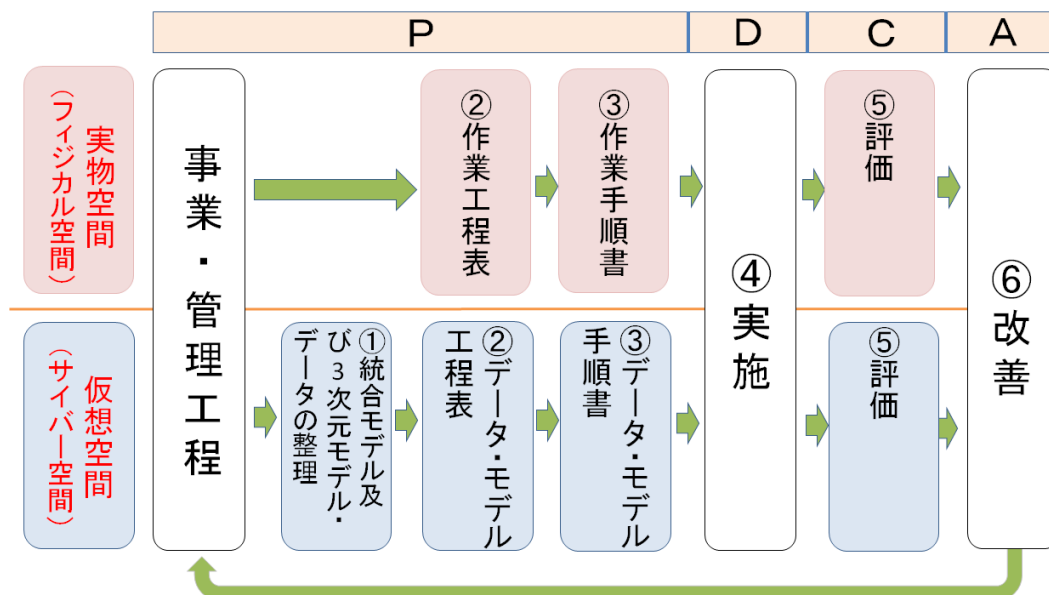 P
D
C
A
実物空間
(フィジカル空間)
事業・管理工程
②作業工程表
③作業手順書
④実施
⑤評価
⑥改善
仮想空間
(サイバー空間)
①統合モデル及
び3次元モデル・
データの整理
②データ・モデル
工程表
③データ・モデル
手順書
⑤評価